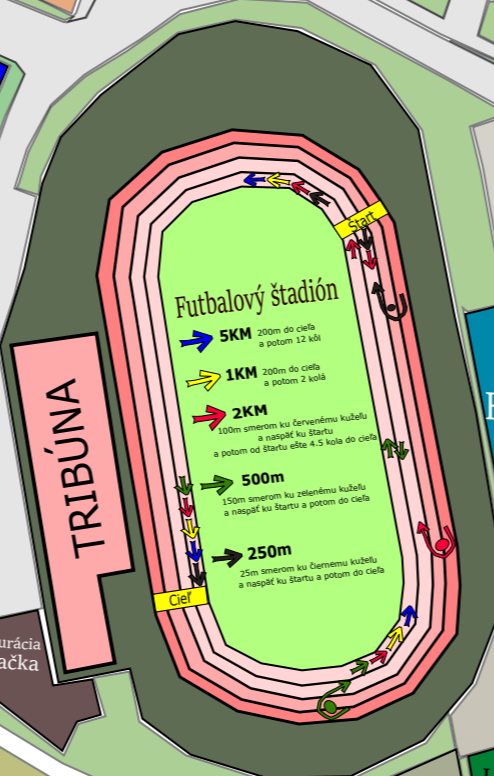 Start
Futbalový štadión
5KM 200m do cieľa
a potom 12 kôl
1KM 200m do cieľa
a potom 2 kolá
2KM
100m smerom ku červenému kužeľu
a naspäť ku štartu
a potom od štartu ešte 4.5 kola do cieľa
500m
150m smerom ku zelenému kužeľu
a naspäť ku štartu a potom do cieľa
250m
25m smerom ku čiernemu kužeľu
a naspäť ku štartu a potom do cieľa
Cieľ
TRIBÚNA
urácia
ačka